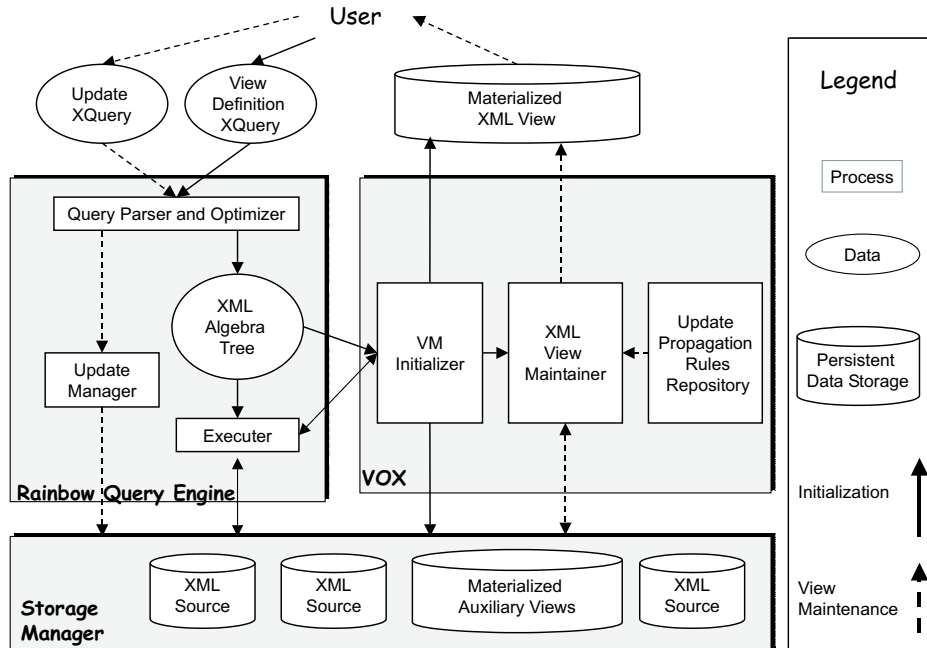 User
Update
XQuery
View
Definition
XQuery
Materialized
XML View
Query Parser and Optimizer
XML
Algebra
Tree
Update
Manager
Executer
Rainbow Query Engine
VM
Initializer
XML
View
Maintainer
Update
Propagation
Rules
Repository
VOX
XML
Source
XML
Source
Materialized
Auxiliary Views
XML
Source
Storage
Manager
Legend
Process
Data
Persistent
Data Storage
Initialization
View
Maintenance